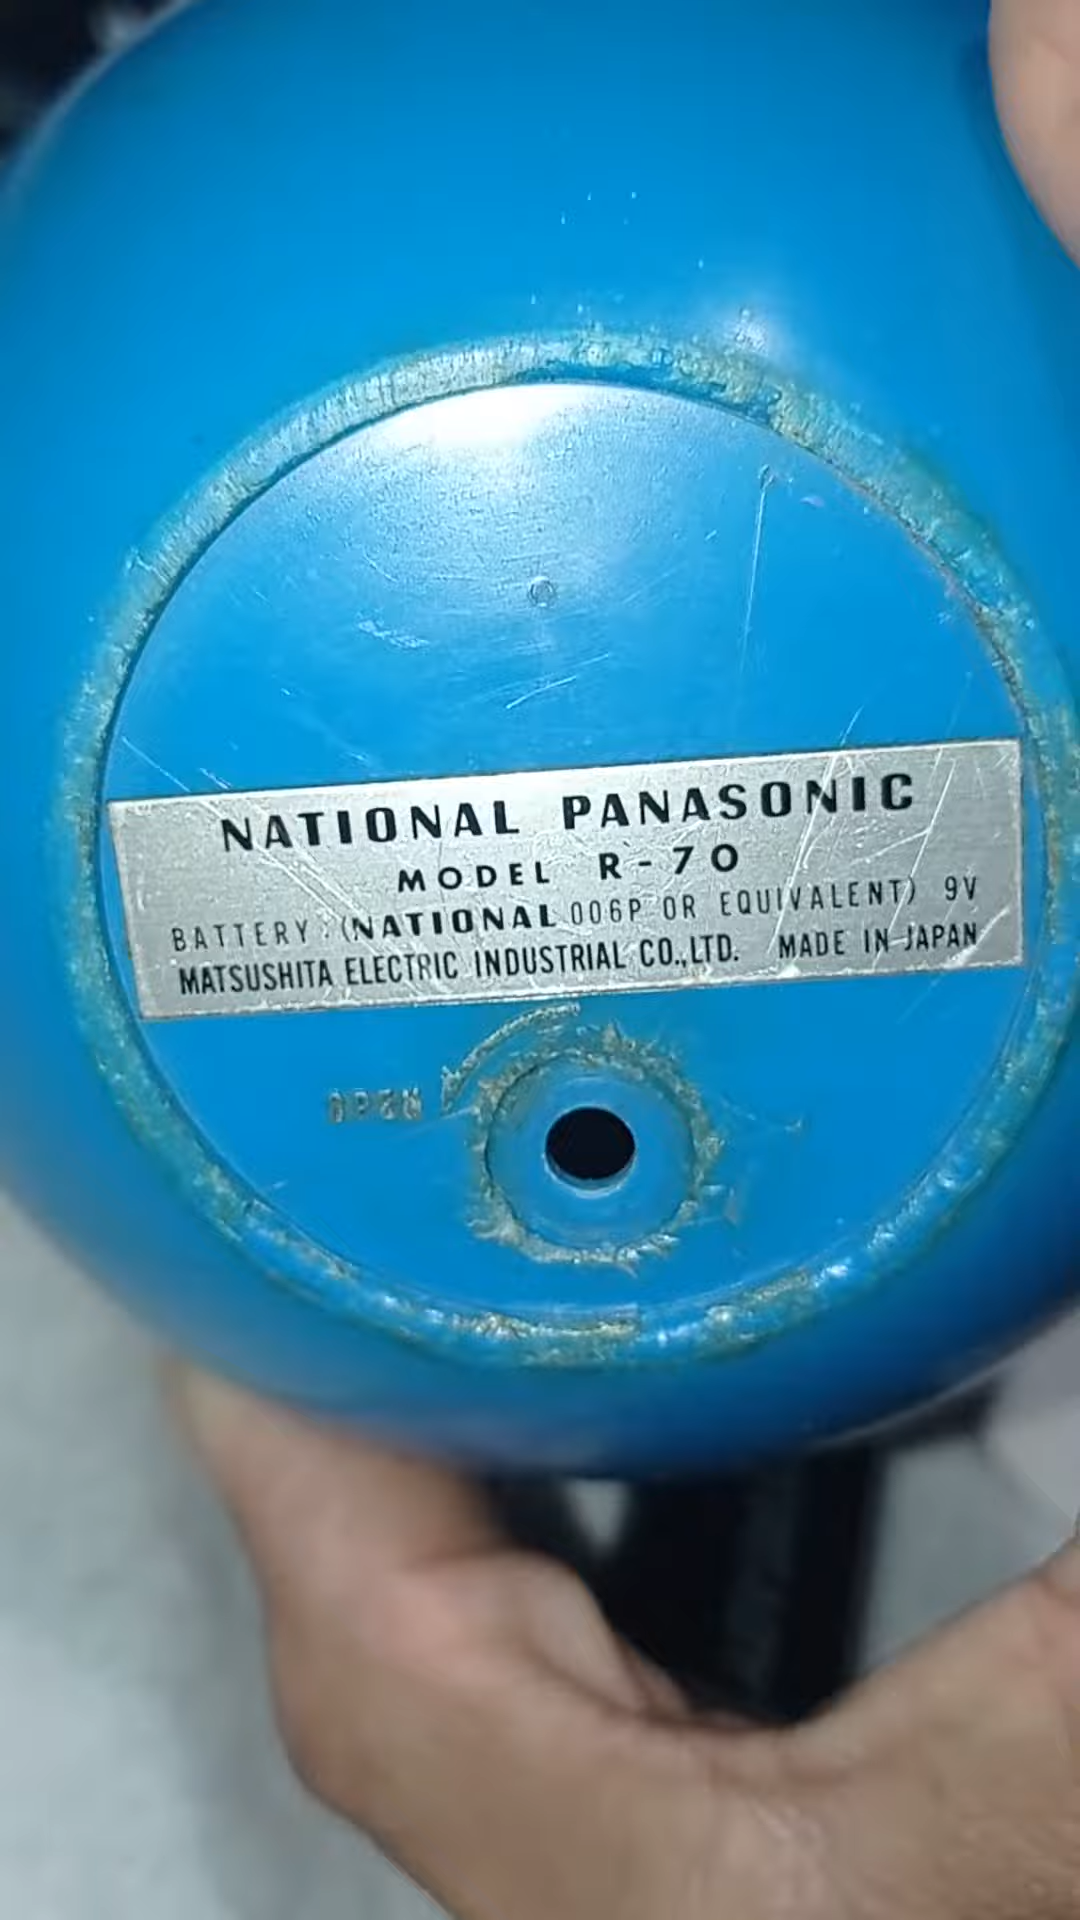 NATIONAL PANASONIC
MODEL R-70
BATTERY : (NATIONAL 006P OR EQUIVALENT) 9V
MATSUSHITA ELECTRIC INDUSTRIAL CO., LTD. MADE IN JAPAN
OPEN